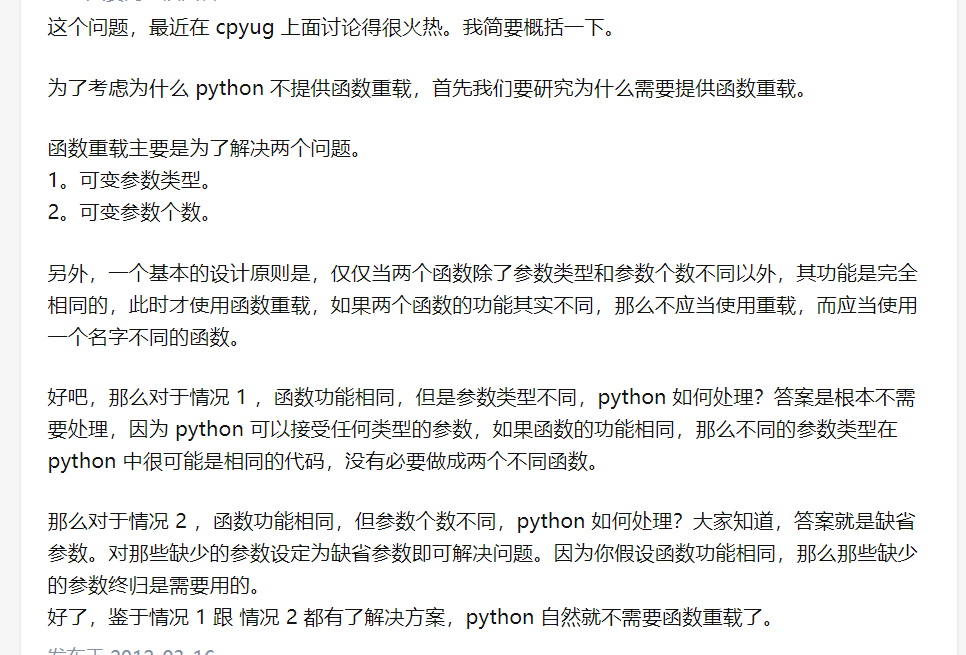 这个问题，最近在 cpyug 上面讨论得很火热。我简要概括一下。
为了考虑为什么 python 不提供函数重载，首先我们要研究为什么需要提供函数重载。
函数重载主要是为了解决两个问题。
1。可变参数类型。
2。可变参数个数。
另外，一个基本的设计原则是，仅仅当两个函数除了参数类型和参数个数不同以外，其功能是完全
相同的，此时才使用函数重载，如果两个函数的功能其实不同，那么不应当使用重载，而应当使用
一个名字不同的函数。
好吧，那么对于情况 1 ，函数功能相同，但是参数类型不同，python 如何处理？答案是根本不需
要处理，因为 python 可以接受任何类型的参数，如果函数的功能相同，那么不同的参数类型在
python 中很可能是相同的代码，没有必要做成两个不同函数。
那么对于情况 2 ，函数功能相同，但参数个数不同，python 如何处理？大家知道，答案就是缺省
参数。对那些缺少的参数设定为缺省参数即可解决问题。因为你假设函数功能相同，那么那些缺少
的参数终归是需要用的。
好了，鉴于情况 1 跟 情况 2 都有了解决方案，python 自然就不需要函数重载了。